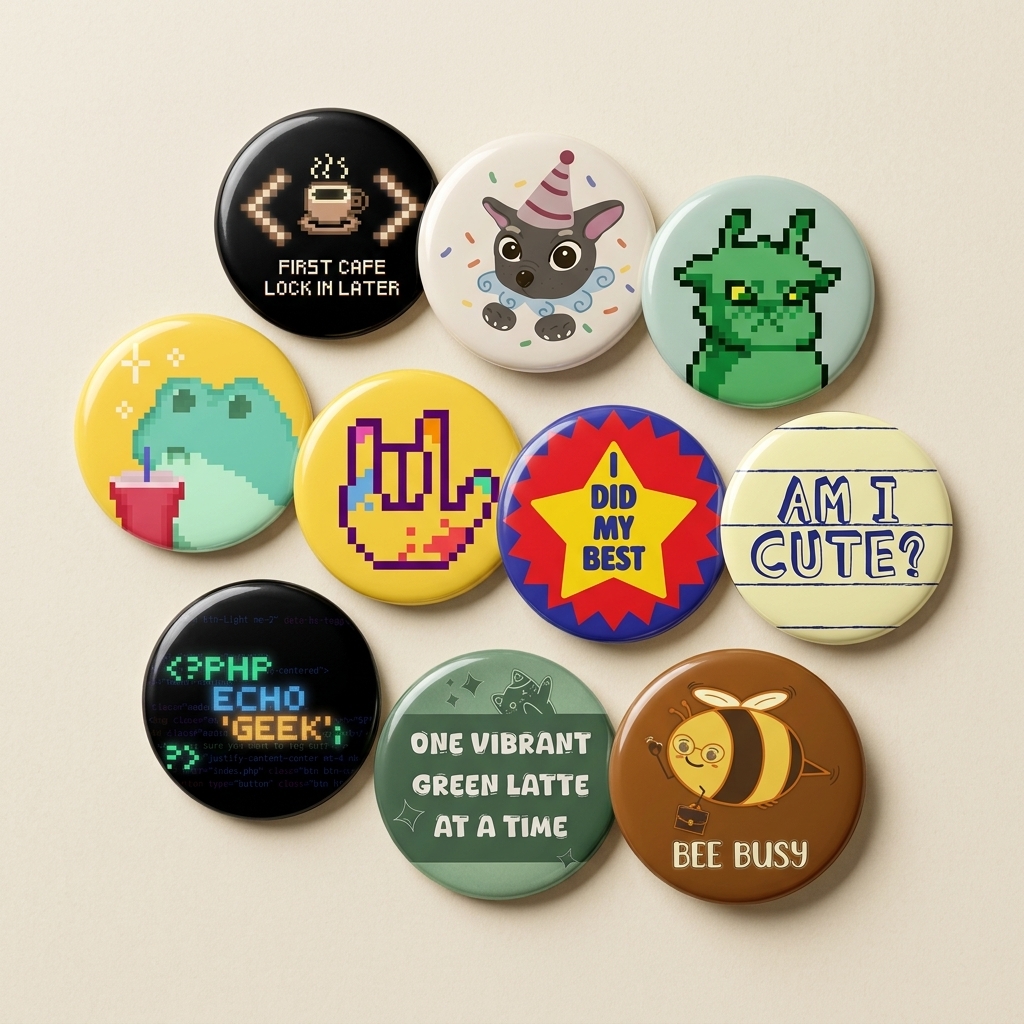 FIRST CAFE
LOCK IN LATER
I
DID
MY
BEST
AM I
CUTE?
<?PHP
ECHO
'GEEK';
?>
ONE VIBRANT
GREEN LATTE
AT A TIME
BEE BUSY